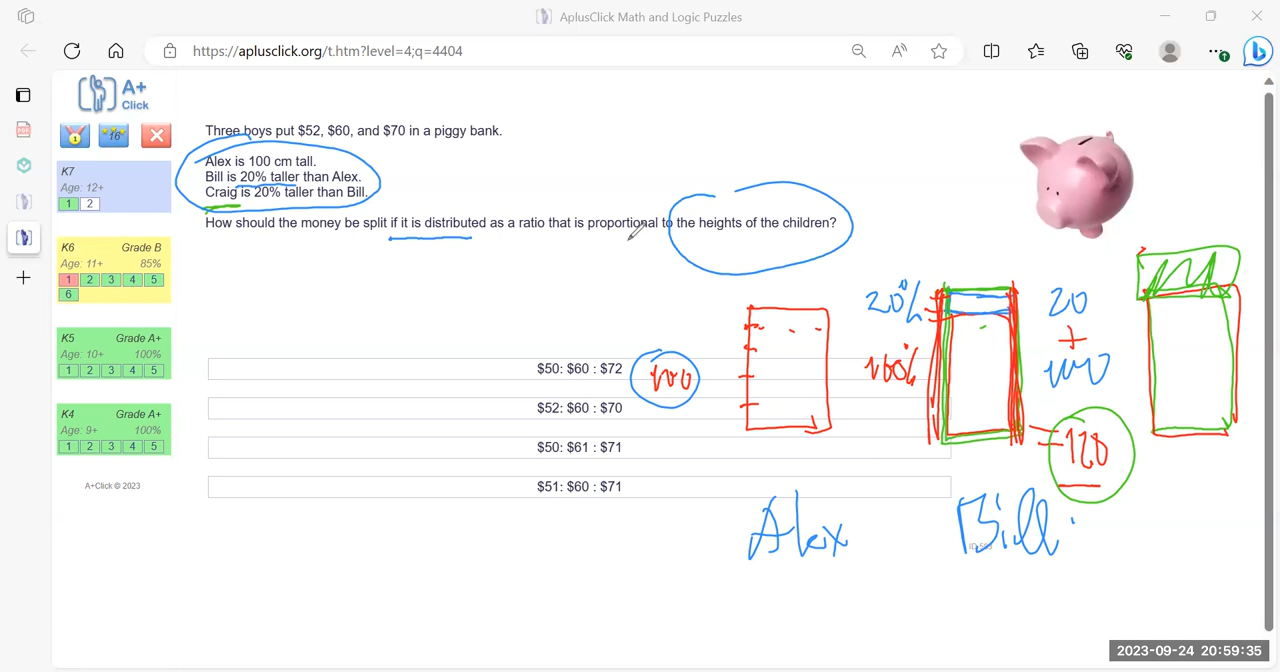 AplusClick Math and Logic Puzzles
https://aplusclick.org/t.htm?level=4;q=4404
A+
Click
1
16
Three boys put $52, $60, and $70 in a piggy bank.
Alex is 100 cm tall.
Bill is 20% taller than Alex.
Craig is 20% taller than Bill.
How should the money be split if it is distributed as a ratio that is proportional to the heights of the children?
K7
Age: 12+
1 2
K6 Grade B
Age: 11+ 85%
1 2 3 4 5
6
K5 Grade A+
Age: 10+ 100%
1 2 3 4 5
K4 Grade A+
Age: 9+ 100%
1 2 3 4 5
A+Click © 2023
$50: $60 : $72
$52: $60 : $70
$50: $61 : $71
$51: $60 : $71
100
20%
100%
20
+
100
120
Alex
Bill
2023-09-24 20:59:35